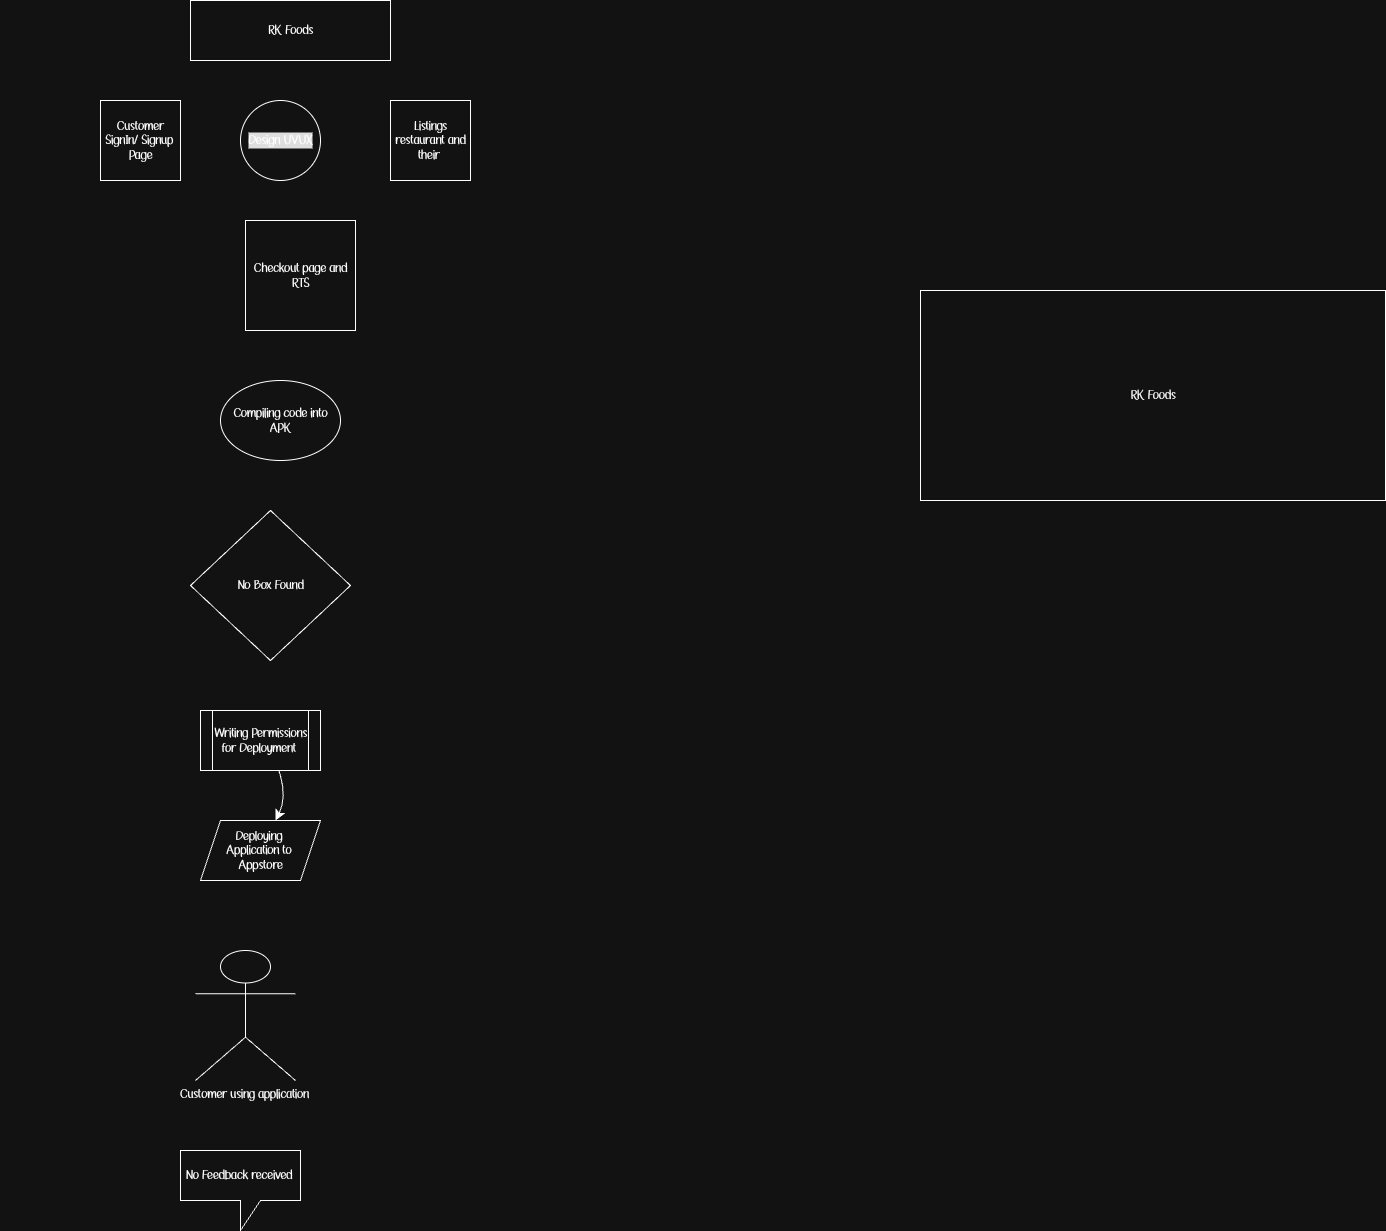 RK Foods
Customer
SignIn/ Signup
Page
Design UI/UX
Listings
restaurant and
their
Checkout page and
RTS
RK Foods
Compiling code into
APK
No Box Found
Writing Permissions
for Deployment
Deploying
Application to
Appstore
Customer using application
No Feedback received